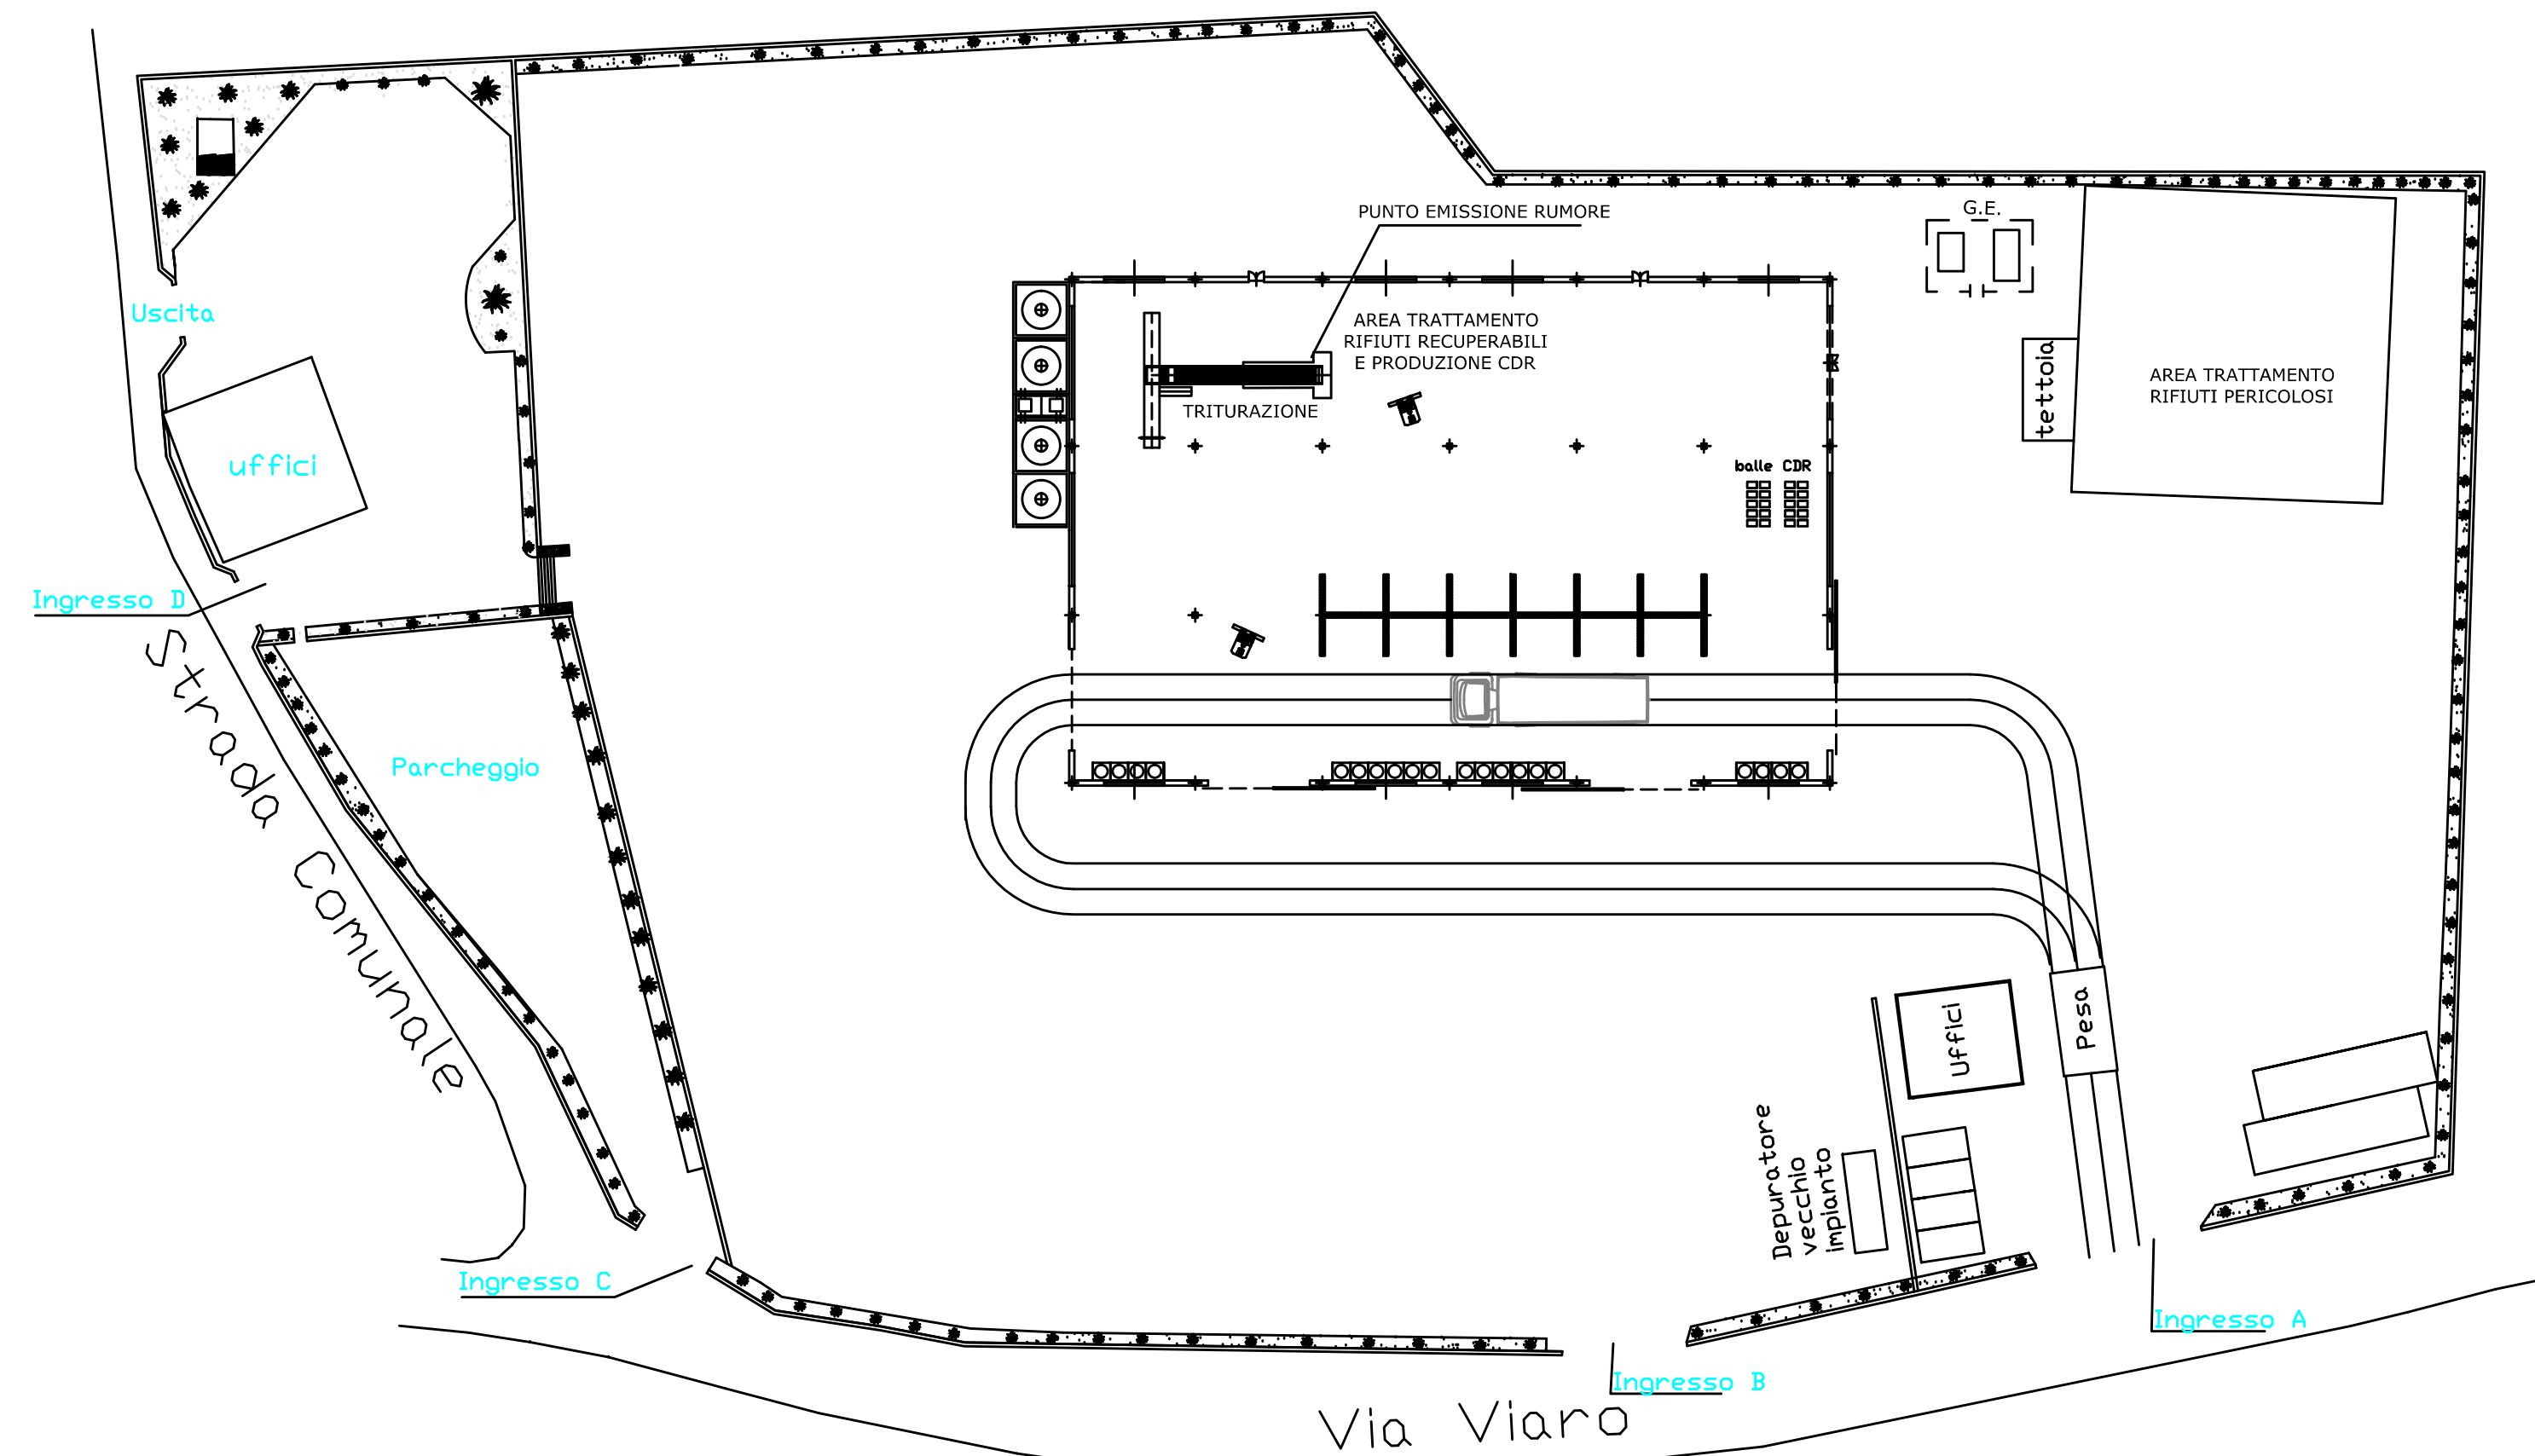 G.E.
PUNTO EMISSIONE RUMORE
Uscita
AREA TRATTAMENTO
RIFIUTI RECUPERABILI
E PRODUZIONE CDR
tettoia
AREA TRATTAMENTO
RIFIUTI PERICOLOSI
TRITURAZIONE
uffici
balle CDR
Ingresso D
Strada Comunale
Parcheggio
Uffici
Pesa
Depuratore
vecchio
impianto
Ingresso C
Ingresso A
Ingresso B
Via Viaro